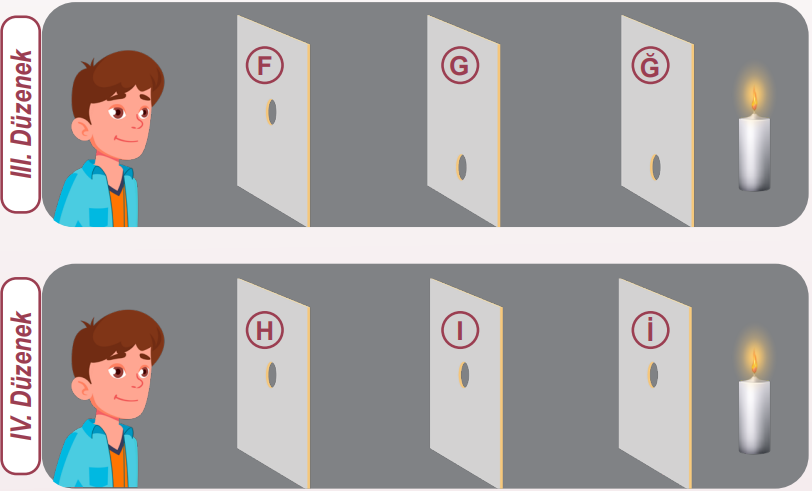 III. Düzenek
F
G
Ğ
IV. Düzenek
H
I
İ